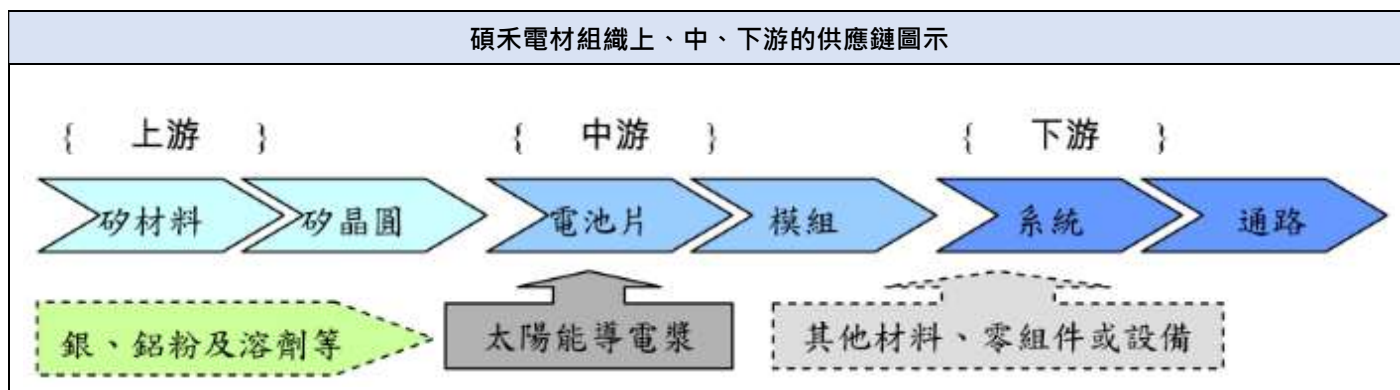 碩禾電材組織上、中、下游的供應鏈圖示
{ 上游 } { 中游 } { 下游 }
矽材料 矽晶圓 電池片 模組 系統 通路
銀、鋁粉及溶劑等 太陽能導電漿 其他材料、零組件或設備